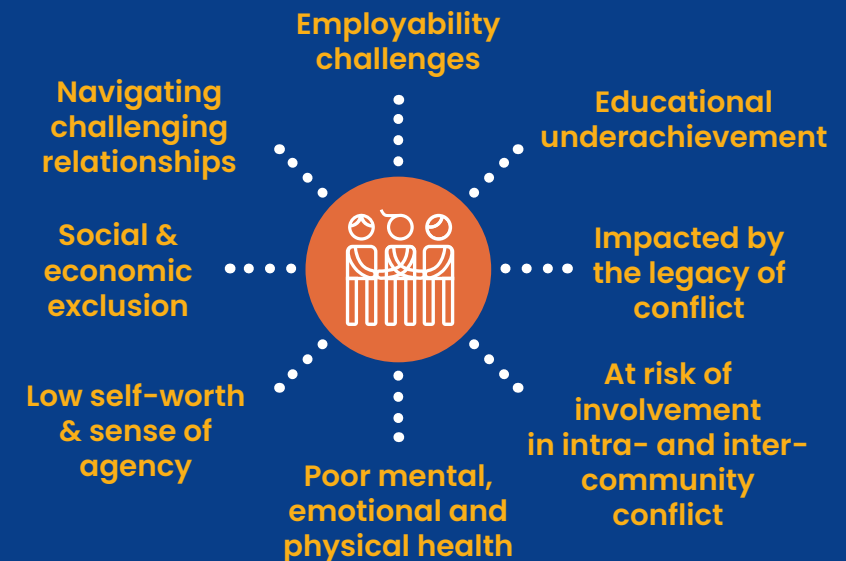 Employability
challenges
Educational
underachievement
Impacted by
the legacy of
conflict
At risk of
involvement
in intra- and inter-
community
conflict
Poor mental,
emotional and
physical health
Low self-worth
& sense of
agency
Social &
economic
exclusion
Navigating
challenging
relationships